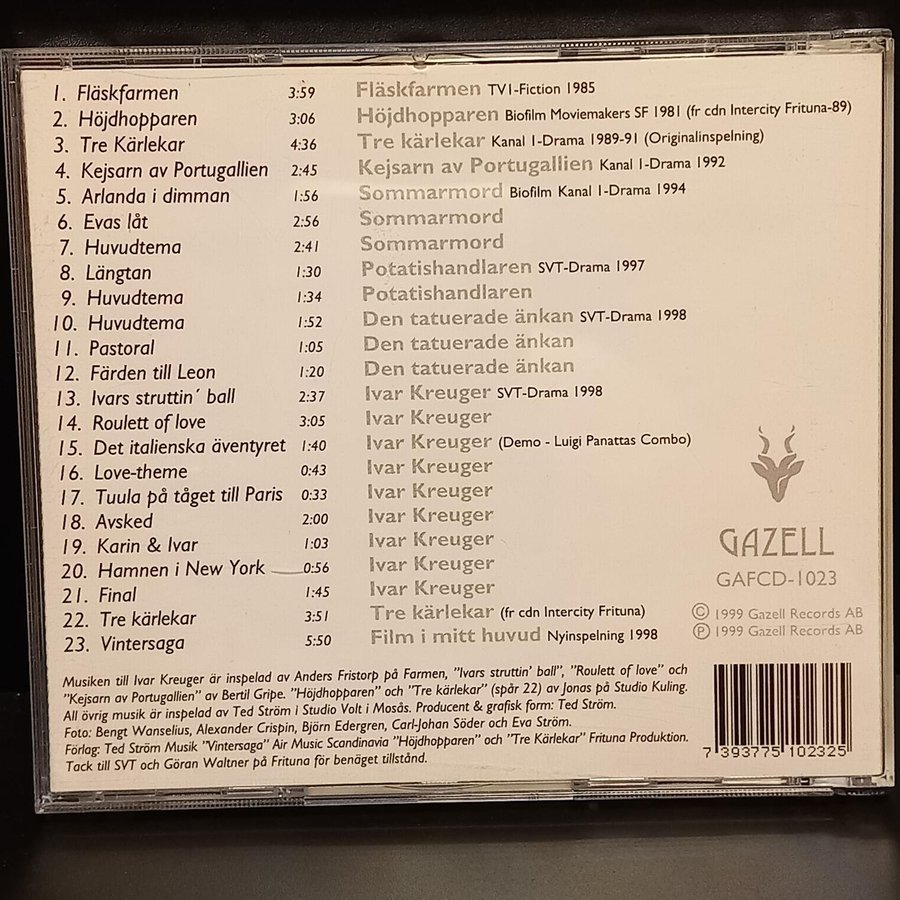 1. Fläskfarmen 3:59 Fläskfarmen TV1-Fiction 1985
2. Höjdhopparen 3:06 Höjdhopparen Biofilm Moviemakers SF 1981 (fr cdn Intercity Frituna-89)
3. Tre Kärlekar 4:36 Tre kärlekar Kanal 1-Drama 1989-91 (Originalinspelning)
4. Kejsarn av Portugallien 2:45 Kejsarn av Portugallien Kanal 1-Drama 1992
5. Arlanda i dimman 1:56 Sommarmord Biofilm Kanal 1-Drama 1994
6. Evas låt 2:56 Sommarmord
7. Huvudtema 2:41 Sommarmord
8. Längtan 1:30 Potatishandlaren SVT-Drama 1997
9. Huvudtema 1:34 Potatishandlaren
10. Huvudtema 1:52 Den tatuerade änkan SVT-Drama 1998
11. Pastoral 1:05 Den tatuerade änkan
12. Färden till Leon 1:20 Den tatuerade änkan
13. Ivars struttin´ ball 2:37 Ivar Kreuger SVT-Drama 1998
14. Roulett of love 3:05 Ivar Kreuger
15. Det italienska äventyret 1:40 Ivar Kreuger (Demo - Luigi Panattas Combo)
16. Love-theme 0:43 Ivar Kreuger
17. Tuula på tåget till Paris 0:33 Ivar Kreuger
18. Avsked 2:00 Ivar Kreuger
19. Karin & Ivar 1:03 Ivar Kreuger
20. Hamnen i New York 0:56 Ivar Kreuger
21. Final 1:45 Ivar Kreuger
22. Tre kärlekar 3:51 Tre kärlekar (fr cdn Intercity Frituna)
23. Vintersaga 5:50 Film i mitt huvud Nyinspelning 1998
GAZELL
GAFCD-1023
© 1999 Gazell Records AB
℗ 1999 Gazell Records AB
Musiken till Ivar Kreuger är inspelad av Anders Fristorp på Farmen, "Ivars struttin' ball", "Roulett of love" och
"Kejsarn av Portugallien" av Bertil Gripe. "Höjdhopparen" och "Tre kärlekar" (spår 22) av Jonas på Studio Kuling.
All övrig musik är inspelad av Ted Ström i Studio Volt i Mosås. Producent & grafisk form: Ted Ström.
Foto: Bengt Wanselius, Alexander Crispin, Björn Edergren, Carl-Johan Söder och Eva Ström.
Förlag: Ted Ström Musik "Vintersaga" Air Music Scandinavia "Höjdhopparen" och "Tre Kärlekar" Frituna Produktion.
Tack till SVT och Göran Waltner på Frituna för benäget tillstånd.
7 393775 102325